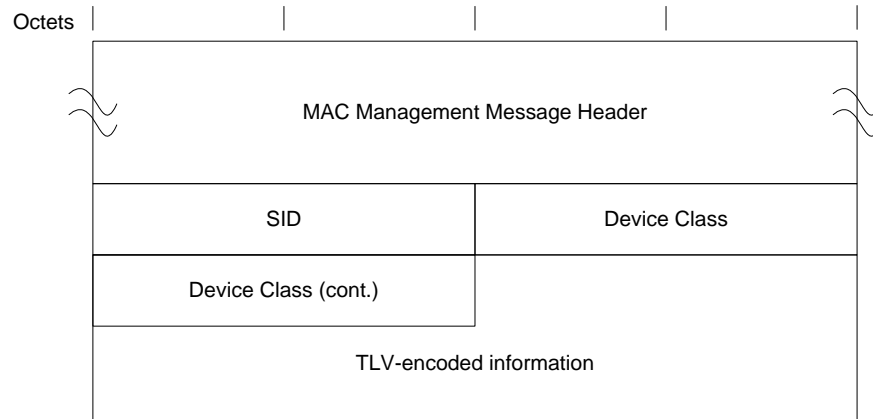 Octets
MAC Management Message Header
SID
Device Class
Device Class (cont.)
TLV-encoded information